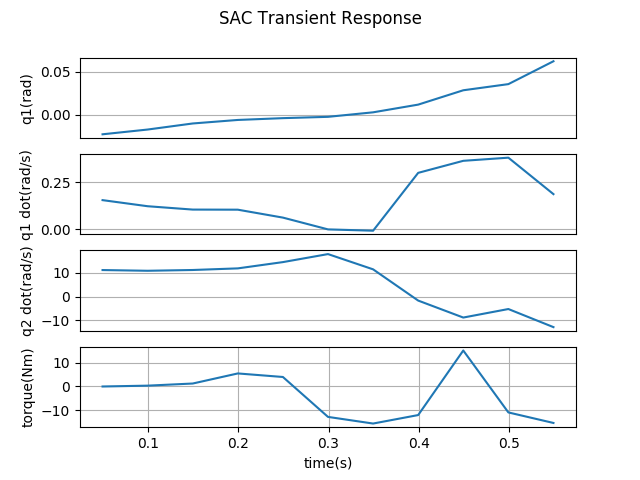 SAC Transient Response
q1(rad)
0.05
0.00
q1 dot(rad/s)
0.25
0.00
q2 dot(rad/s)
10
0
−10
torque(Nm)
10
0
−10
0.1 0.2 0.3 0.4 0.5
time(s)